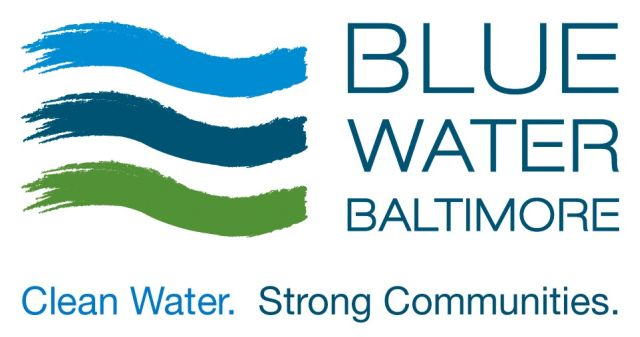 BLUE
WATER
BALTIMORE
Clean Water. Strong Communities.